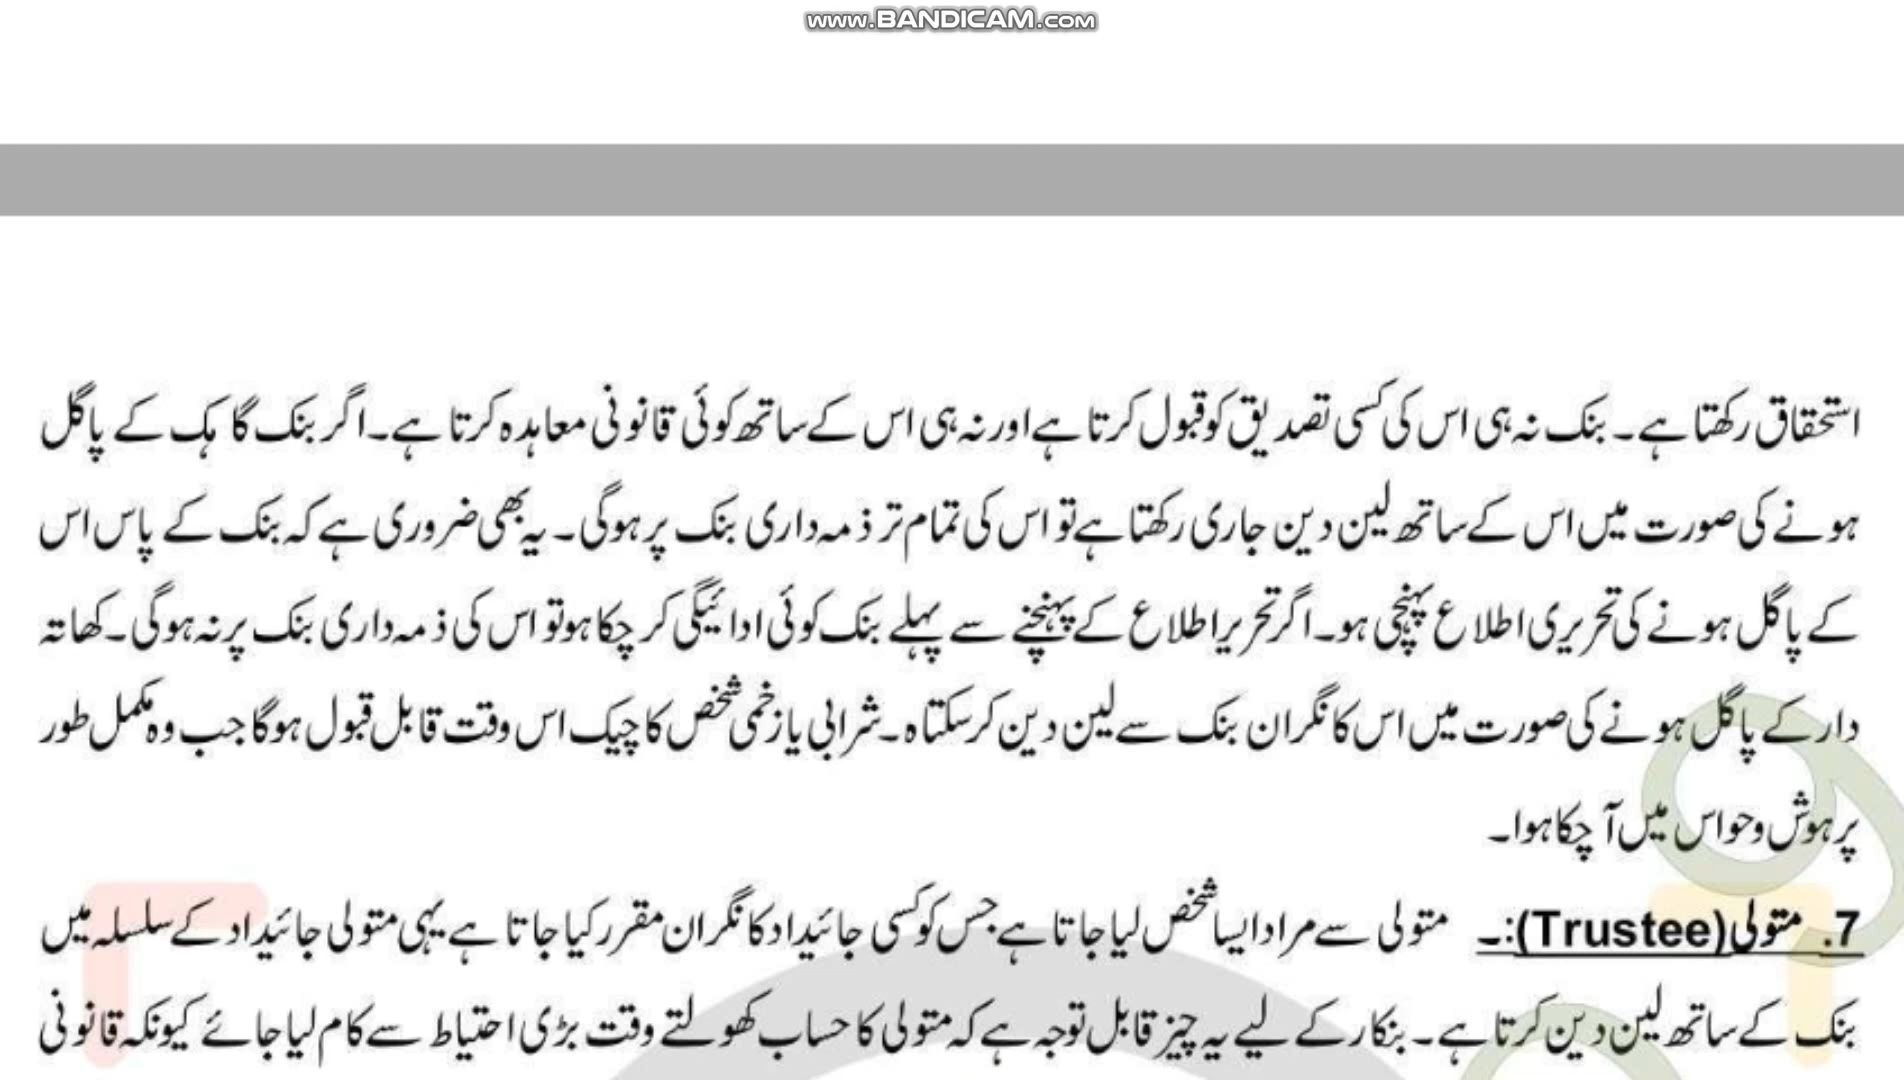 www.BANDICAM.com
استحقاق رکھتا ہے۔ بنک نہ ہی اس کی کسی تصدیق کو قبول کرتا ہے اور نہ ہی اس کے ساتھ کوئی قانونی معاہدہ کرتا ہے۔ اگر بنک گاہک کے پاگل
ہونے کی صورت میں اس کے ساتھ لین دین جاری رکھتا ہے تو اس کی تمام تر ذمہ داری بنک پر ہوگی۔ یہ بھی ضروری ہے کہ بنک کے پاس اس
کے پاگل ہونے کی تحریری اطلاع پہنچی ہو۔ اگر تحریر اطلاع کے پہنچنے سے پہلے بنک کوئی ادائیگی کر چکا ہو تو اس کی ذمہ داری بنک پر نہ ہوگی۔ کھاتہ
دار کے پاگل ہونے کی صورت میں اس کا نگران بنک سے لین دین کر سکتا ہ۔ شرابی یا زخمی شخص کا چیک اس وقت قابل قبول ہوگا جب وہ مکمل طور
پر ہوش و حواس میں آ چکا ہوا۔
7. متولی (Trustee):۔ متولی سے مراد ایسا شخص لیا جاتا ہے جس کو کسی جائیداد کا نگران مقرر کیا جاتا ہے یہی متولی جائیداد کے سلسلہ میں
بنک کے ساتھ لین دین کرتا ہے۔ بنکار کے لیے یہ چیز قابل توجہ ہے کہ متولی کا حساب کھولتے وقت بڑی احتیاط سے کام لیا جائے کیونکہ قانونی